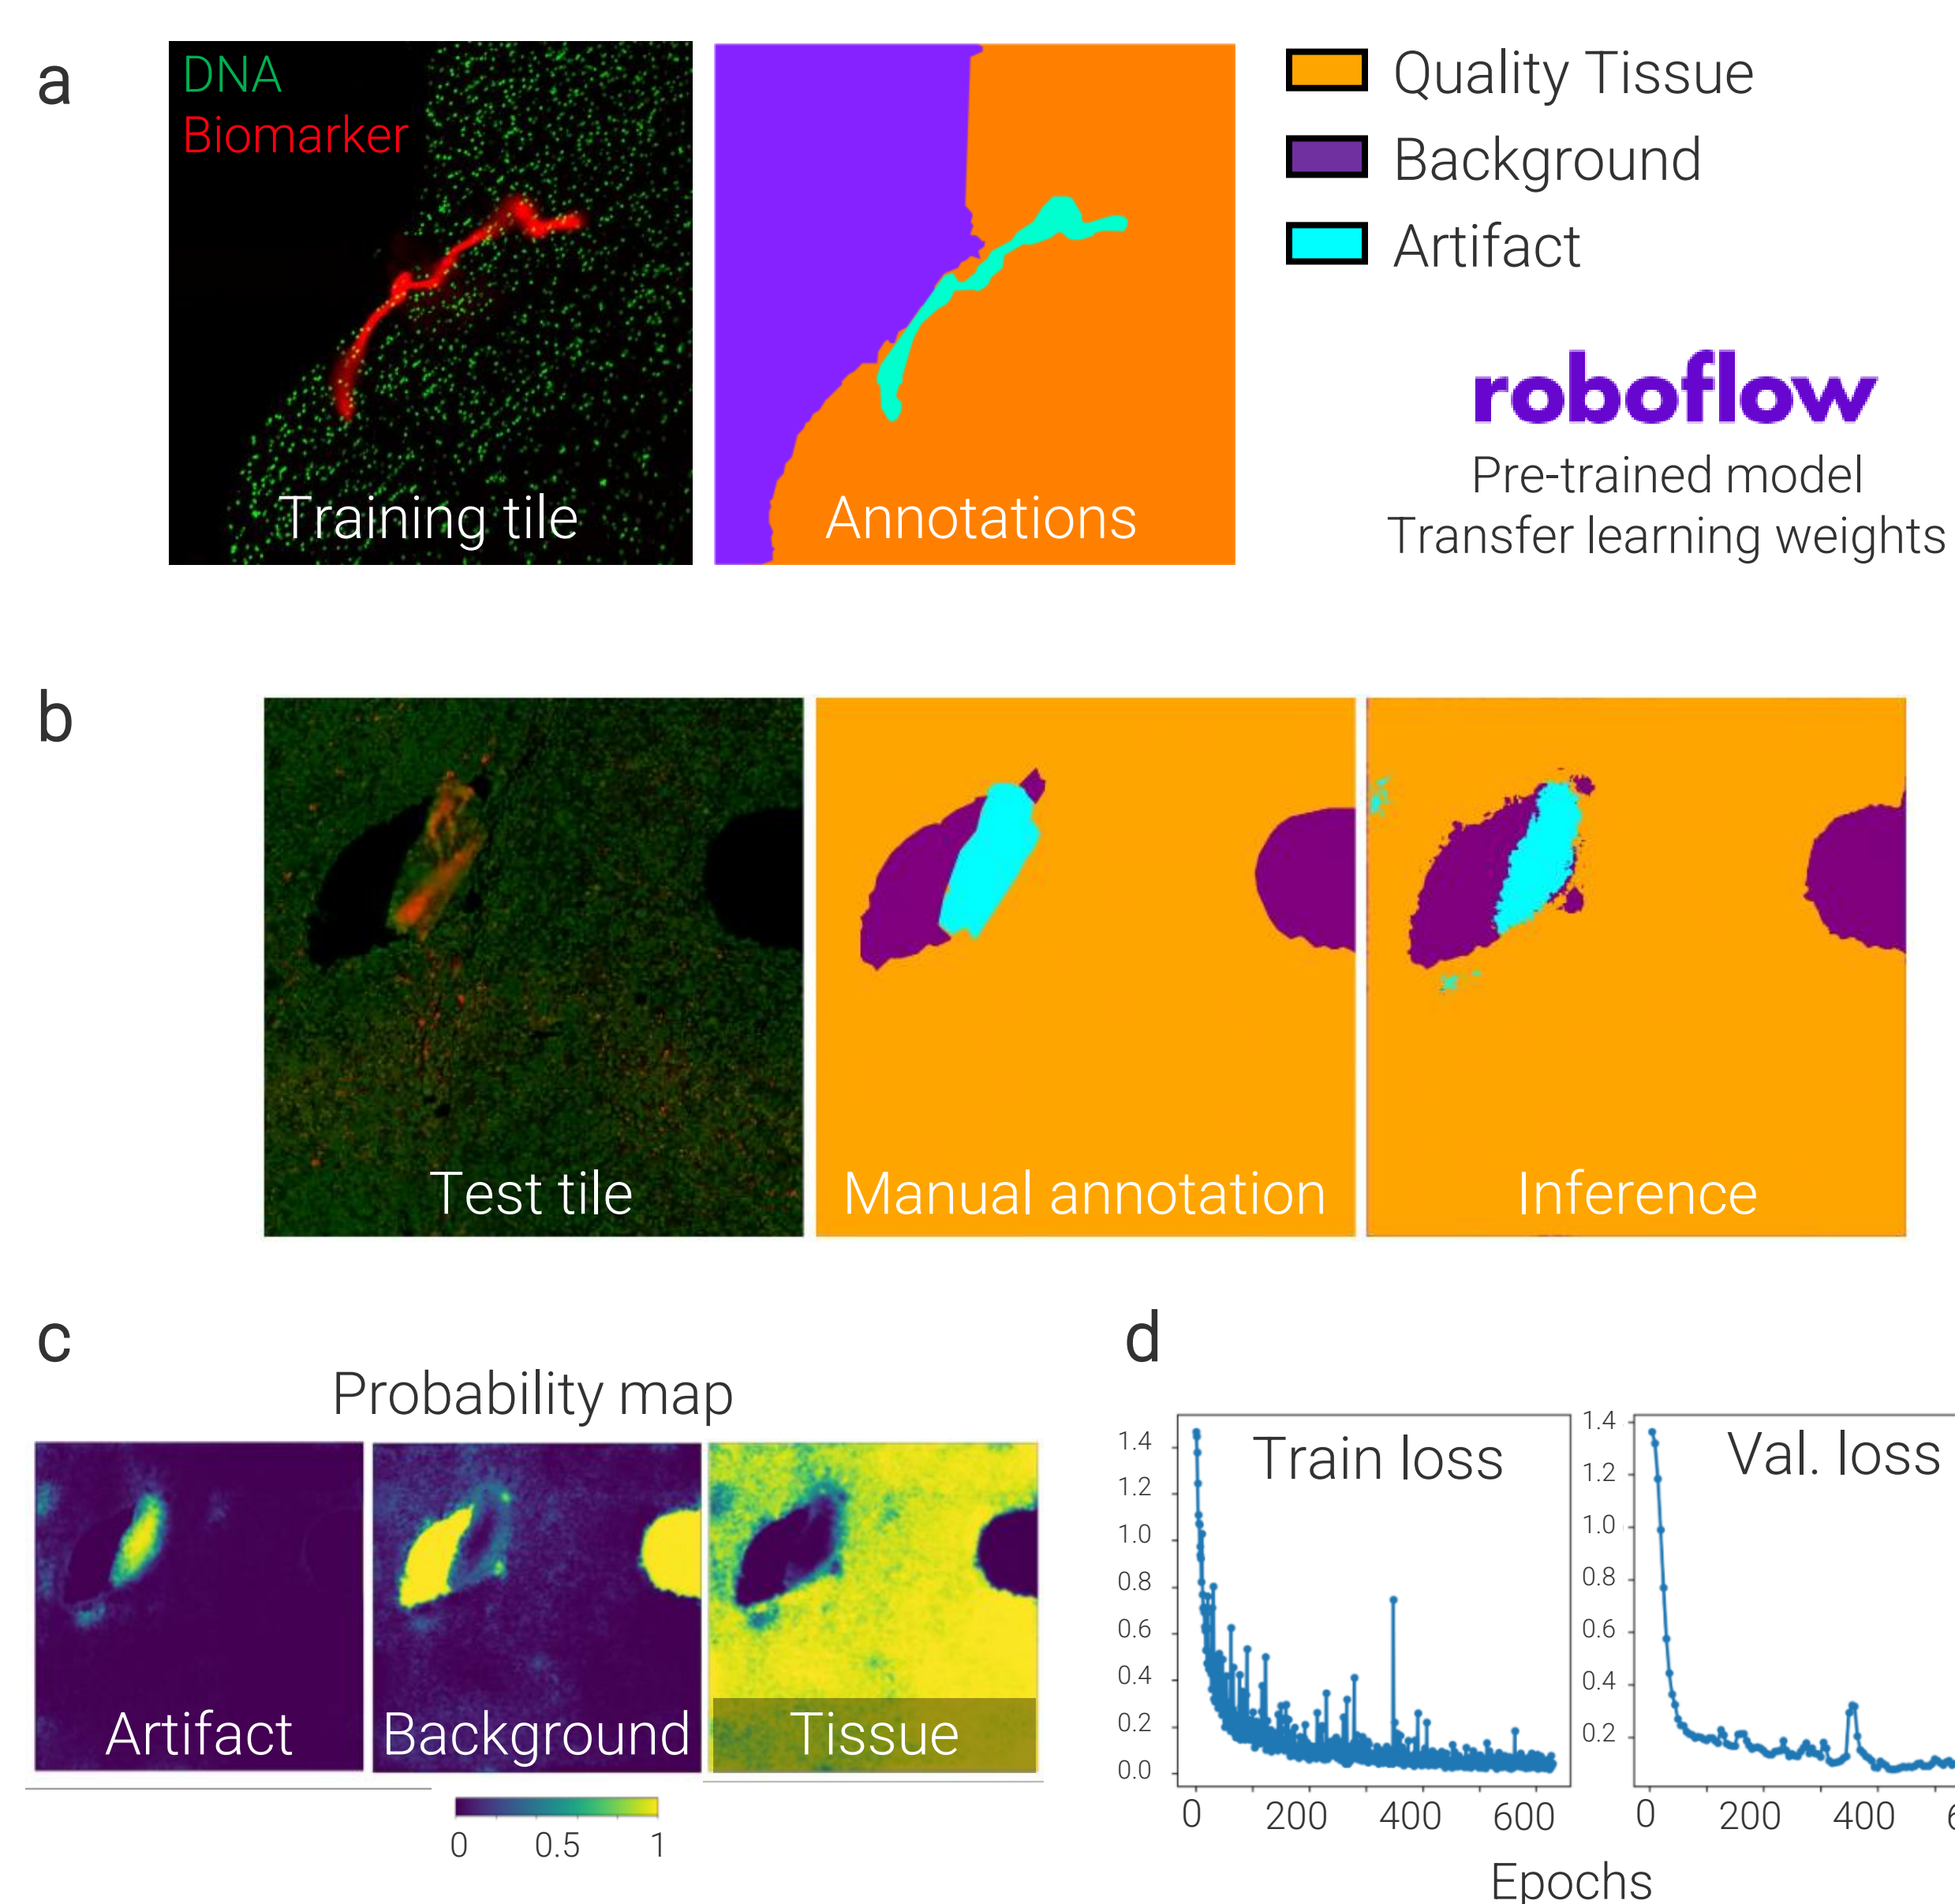 a
DNA
Biomarker
Training tile
Annotations
Quality Tissue
Background
Artifact
roboflow
Pre-trained model
Transfer learning weights
b
Test tile
Manual annotation
Inference
c
Probability map
Artifact
Background
Tissue
0 0.5 1
d
Train loss
1.4
1.2
1.0
0.8
0.6
0.4
0.2
0.0
0 200 400 600
Val. loss
1.4
1.2
1.0
0.8
0.6
0.4
0.2
0 200 400
Epochs